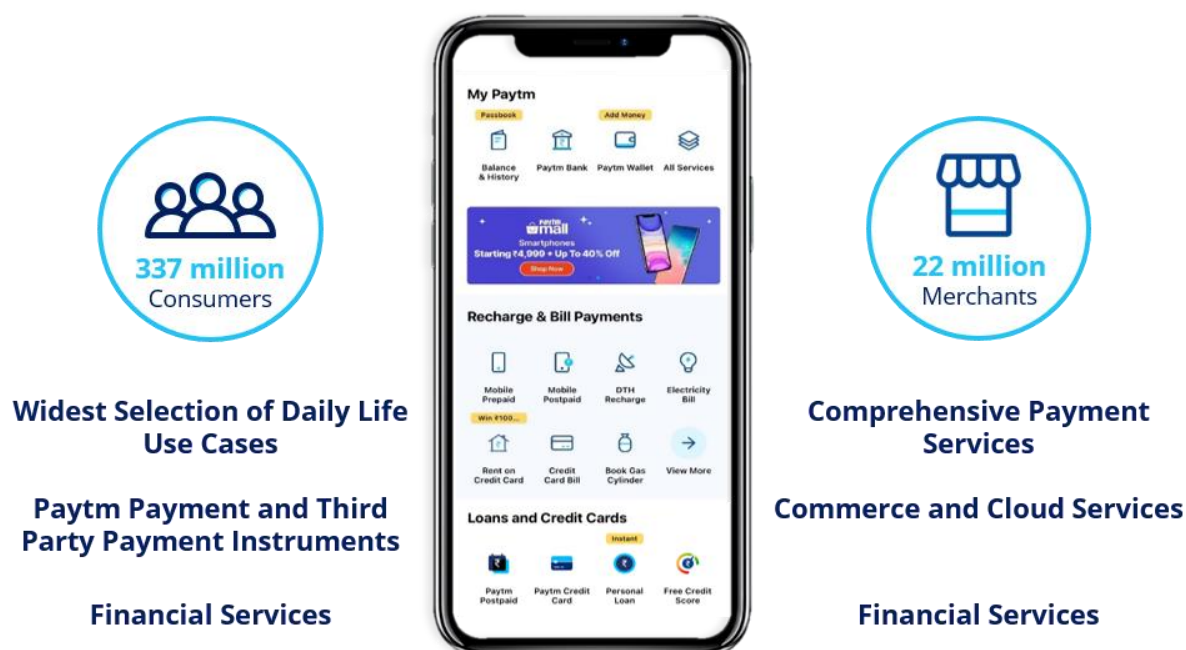 337 million
Consumers
Widest Selection of Daily Life
Use Cases
Paytm Payment and Third
Party Payment Instruments
Financial Services
My Paytm
Passbook
Add Money
Balance
& History
Paytm Bank
Paytm Wallet
All Services
paytm
mall
Smartphones
Starting ₹4,999 + Up To 40% Off
Shop Now
Recharge & Bill Payments
Mobile
Prepaid
Mobile
Postpaid
DTH
Recharge
Electricity
Bill
Win ₹100...
Rent on
Credit Card
Credit
Card Bill
Book Gas
Cylinder
View More
Loans and Credit Cards
Instant
Paytm
Postpaid
Paytm Credit
Card
Personal
Loan
Free Credit
Score
22 million
Merchants
Comprehensive Payment
Services
Commerce and Cloud Services
Financial Services